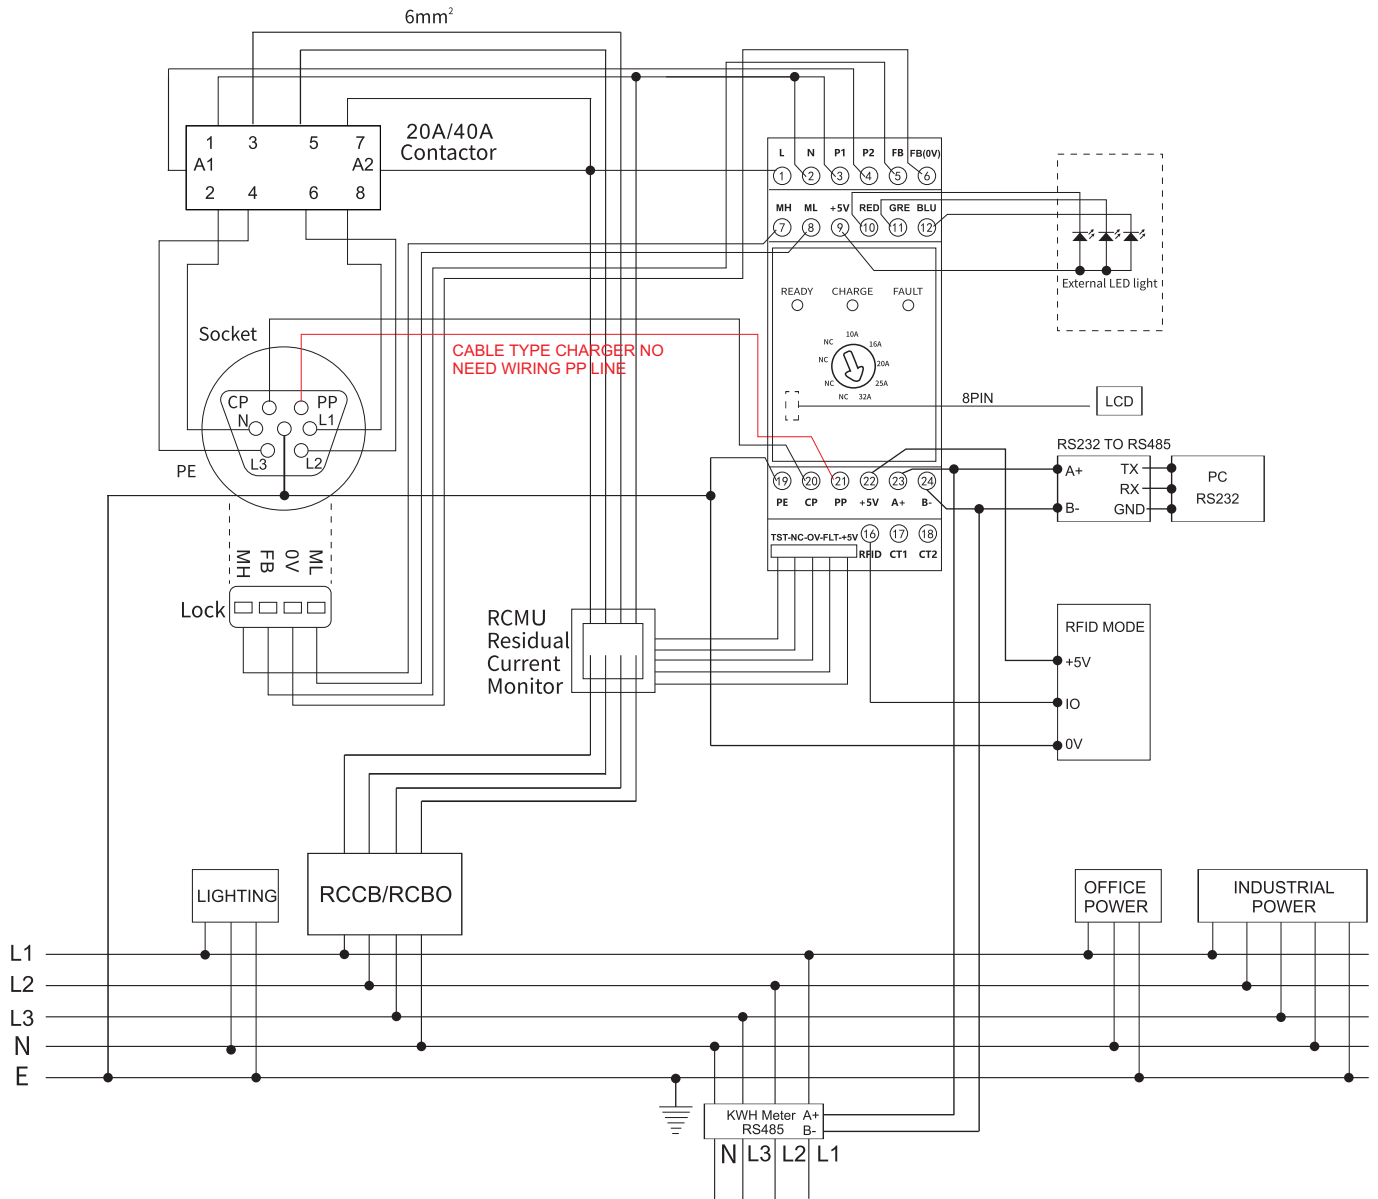 6mm²
1 3 5 7
A1 A2
2 4 6 8
20A/40A
Contactor
L N P1 P2 FB FB(0V)
1 2 3 4 5 6
MH ML +5V RED GRE BLU
7 8 9 10 11 12
External LED light
READY CHARGE FAULT
10A
16A
20A
25A
32A
NC
NC
NC
NC
Socket
CABLE TYPE CHARGER NO
NEED WIRING PP LINE
CP PP
N L1
L3 L2
PE
8PIN
LCD
RS232 TO RS485
A+ TX
RX
B- GND
PC
RS232
19 20 21 22 23 24
PE CP PP +5V A+ B-
TST-NC-OV-FLT-+5V
16 17 18
RFID CT1 CT2
MH FB 0V ML
Lock
RCMU
Residual
Current
Monitor
RFID MODE
+5V
IO
0V
LIGHTING
RCCB/RCBO
OFFICE
POWER
INDUSTRIAL
POWER
L1
L2
L3
N
E
KWH Meter A+
RS485 B-
N L3 L2 L1